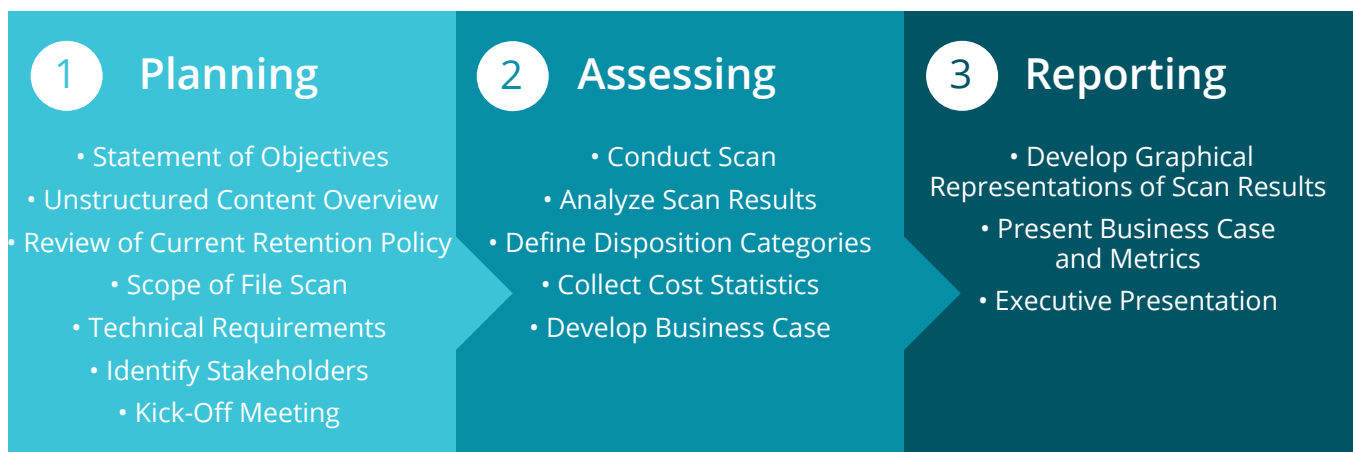 1 Planning
• Statement of Objectives
• Unstructured Content Overview
• Review of Current Retention Policy
• Scope of File Scan
• Technical Requirements
• Identify Stakeholders
• Kick-Off Meeting
2 Assessing
• Conduct Scan
• Analyze Scan Results
• Define Disposition Categories
• Collect Cost Statistics
• Develop Business Case
3 Reporting
• Develop Graphical
Representations of Scan Results
• Present Business Case
and Metrics
• Executive Presentation